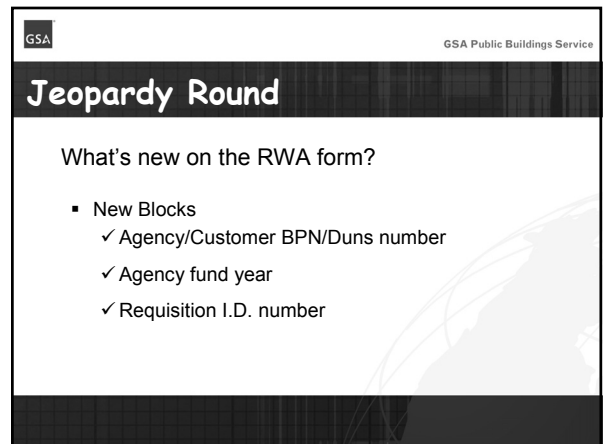 GSA
GSA Public Buildings Service
Jeopardy Round
What's new on the RWA form?
▪ New Blocks
✓ Agency/Customer BPN/Duns number
✓ Agency fund year
✓ Requisition I.D. number